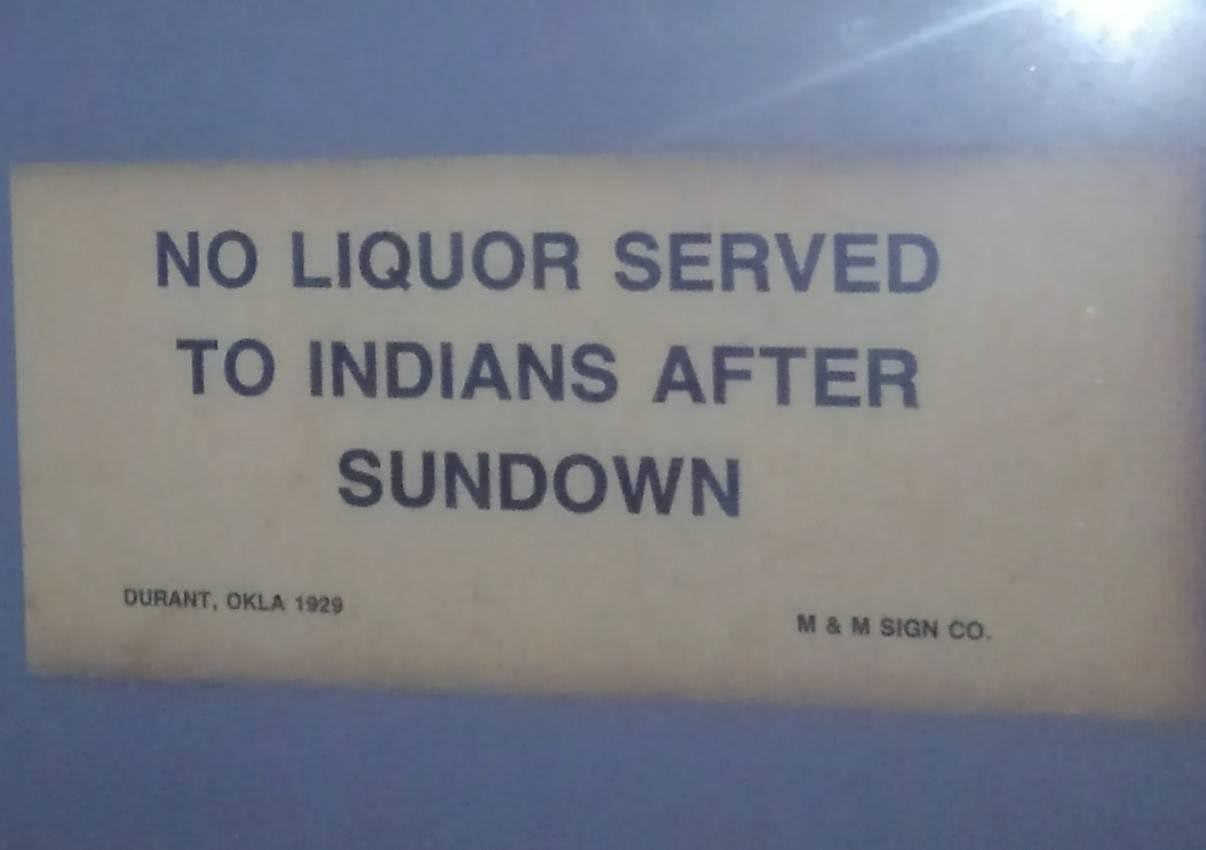 NO LIQUOR SERVED
TO INDIANS AFTER
SUNDOWN
DURANT, OKLA 1929
M & M SIGN CO.